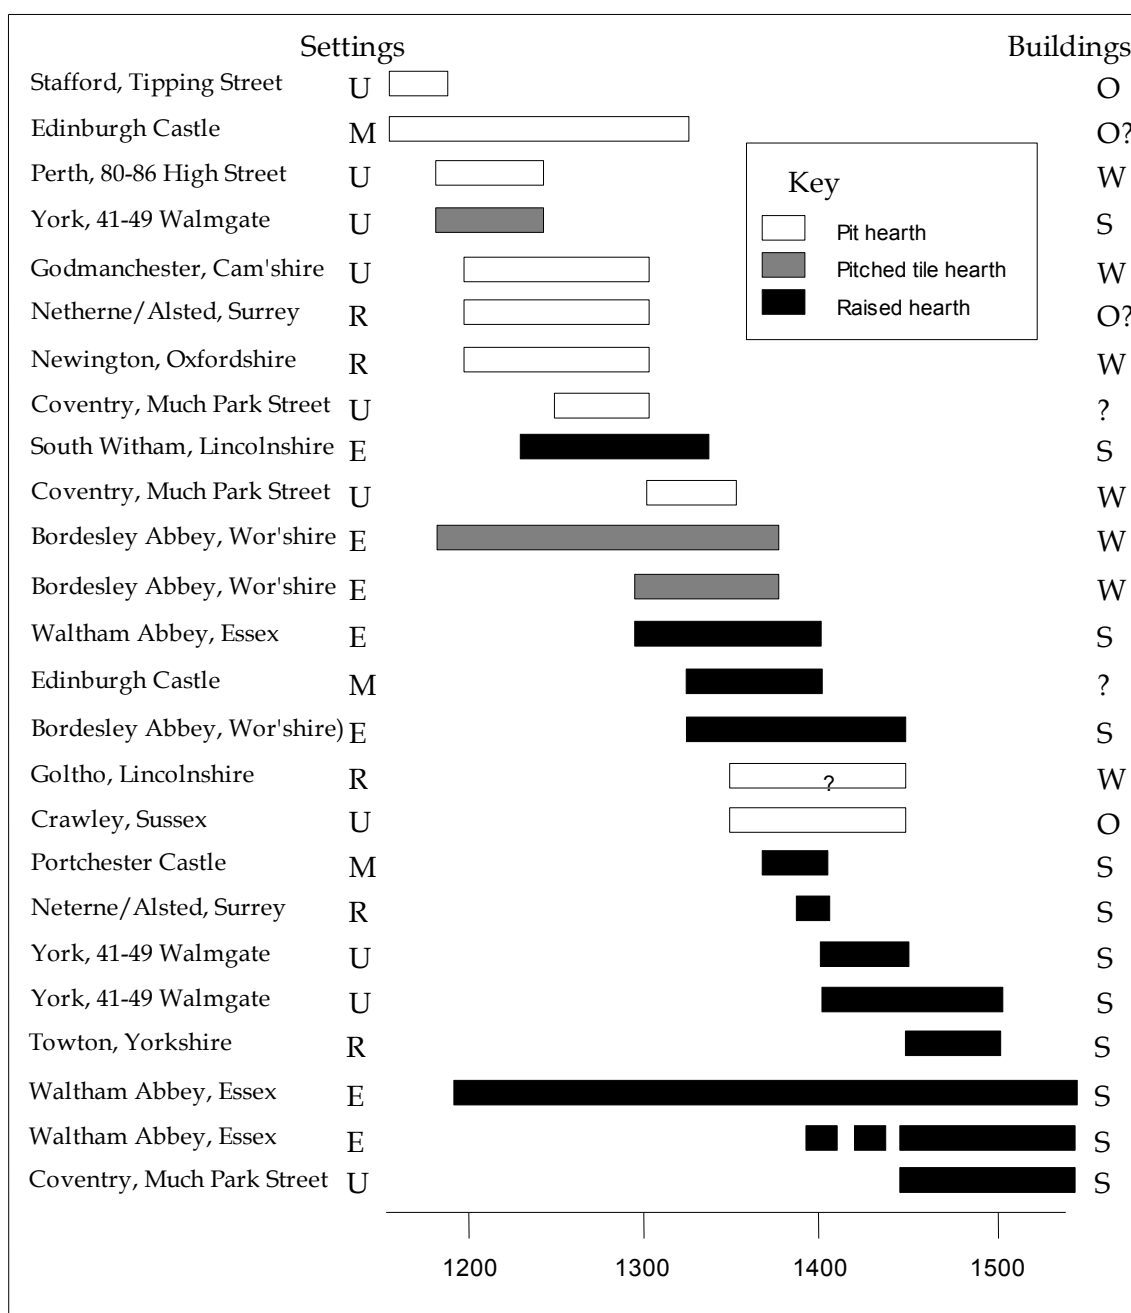 Settings Buildings
Stafford, Tipping Street U O
Edinburgh Castle M O?
Perth, 80-86 High Street U W
York, 41-49 Walmgate U S
Godmanchester, Cam'shire U W
Netherne/Alsted, Surrey R O?
Newington, Oxfordshire R W
Coventry, Much Park Street U ?
South Witham, Lincolnshire E S
Coventry, Much Park Street U W
Bordesley Abbey, Wor'shire E W
Bordesley Abbey, Wor'shire E W
Waltham Abbey, Essex E S
Edinburgh Castle M ?
Bordesley Abbey, Wor'shire) E S
Goltho, Lincolnshire R ? W
Crawley, Sussex U O
Portchester Castle M S
Neterne/Alsted, Surrey R S
York, 41-49 Walmgate U S
York, 41-49 Walmgate U S
Towton, Yorkshire R S
Waltham Abbey, Essex E S
Waltham Abbey, Essex E S
Coventry, Much Park Street U S
Key
Pit hearth
Pitched tile hearth
Raised hearth
1200 1300 1400 1500